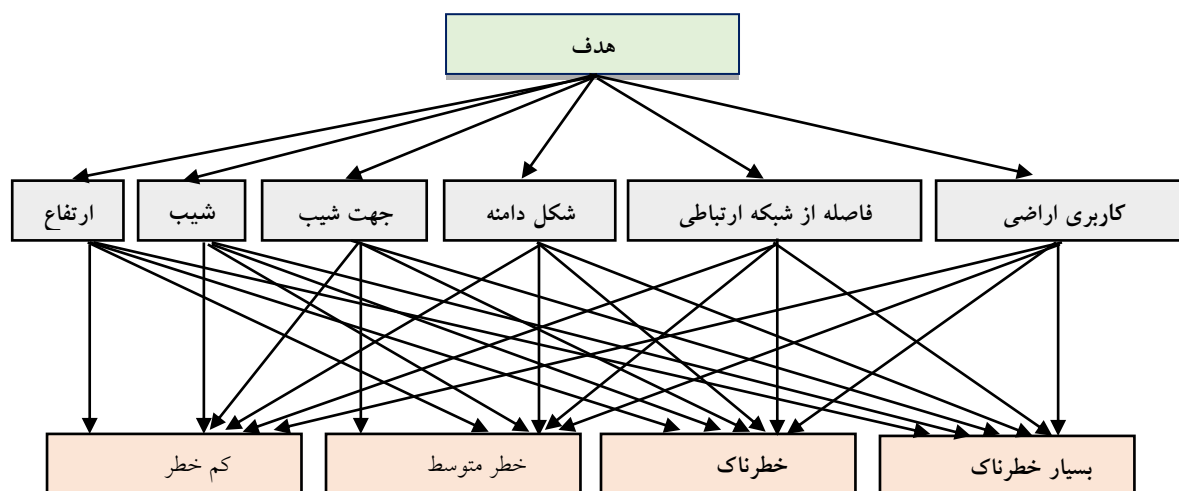 هدف
کاربری اراضی
فاصله از شبکه ارتباطی
شکل دامنه
جهت شیب
شیب
ارتفاع
بسیار خطرناک
خطرناک
خطر متوسط
کم خطر